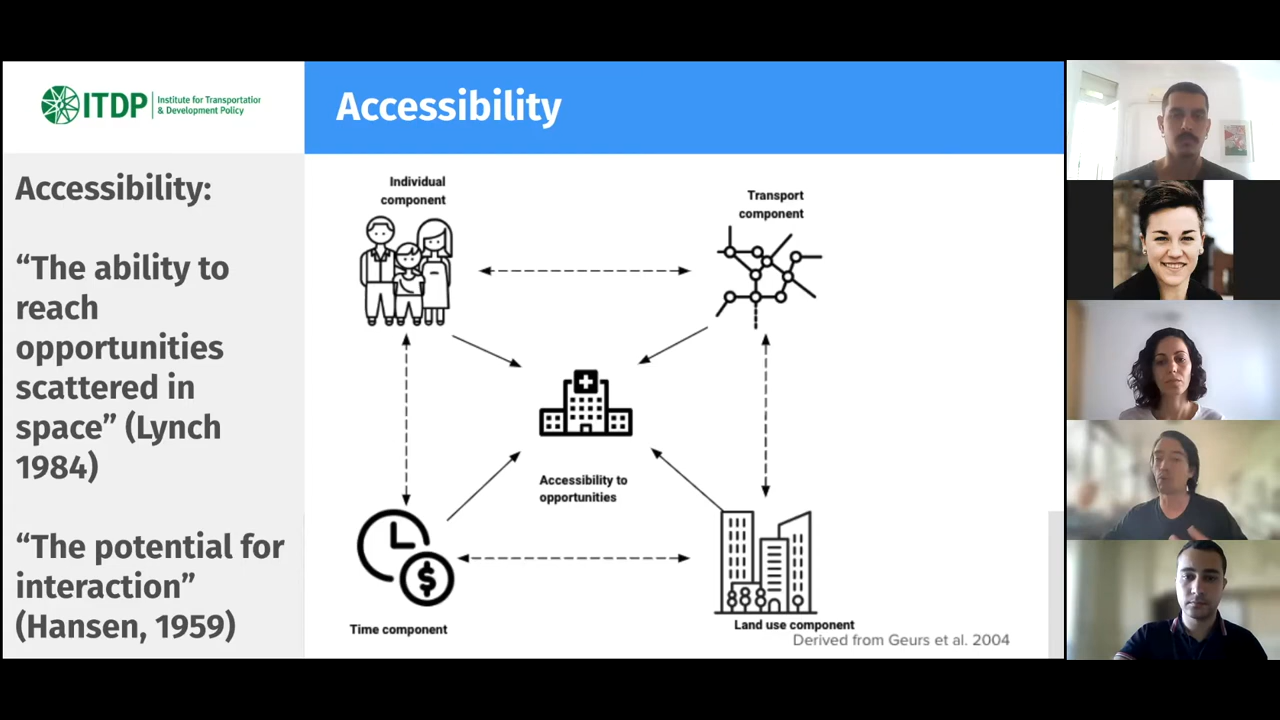 ITDP
Institute for Transportation
& Development Policy
Accessibility
Accessibility:
“The ability to
reach
opportunities
scattered in
space” (Lynch
1984)
“The potential for
interaction”
(Hansen, 1959)
Individual
component
Transport
component
Accessibility to
opportunities
Time component
$
Land use component
Derived from Geurs et al. 2004